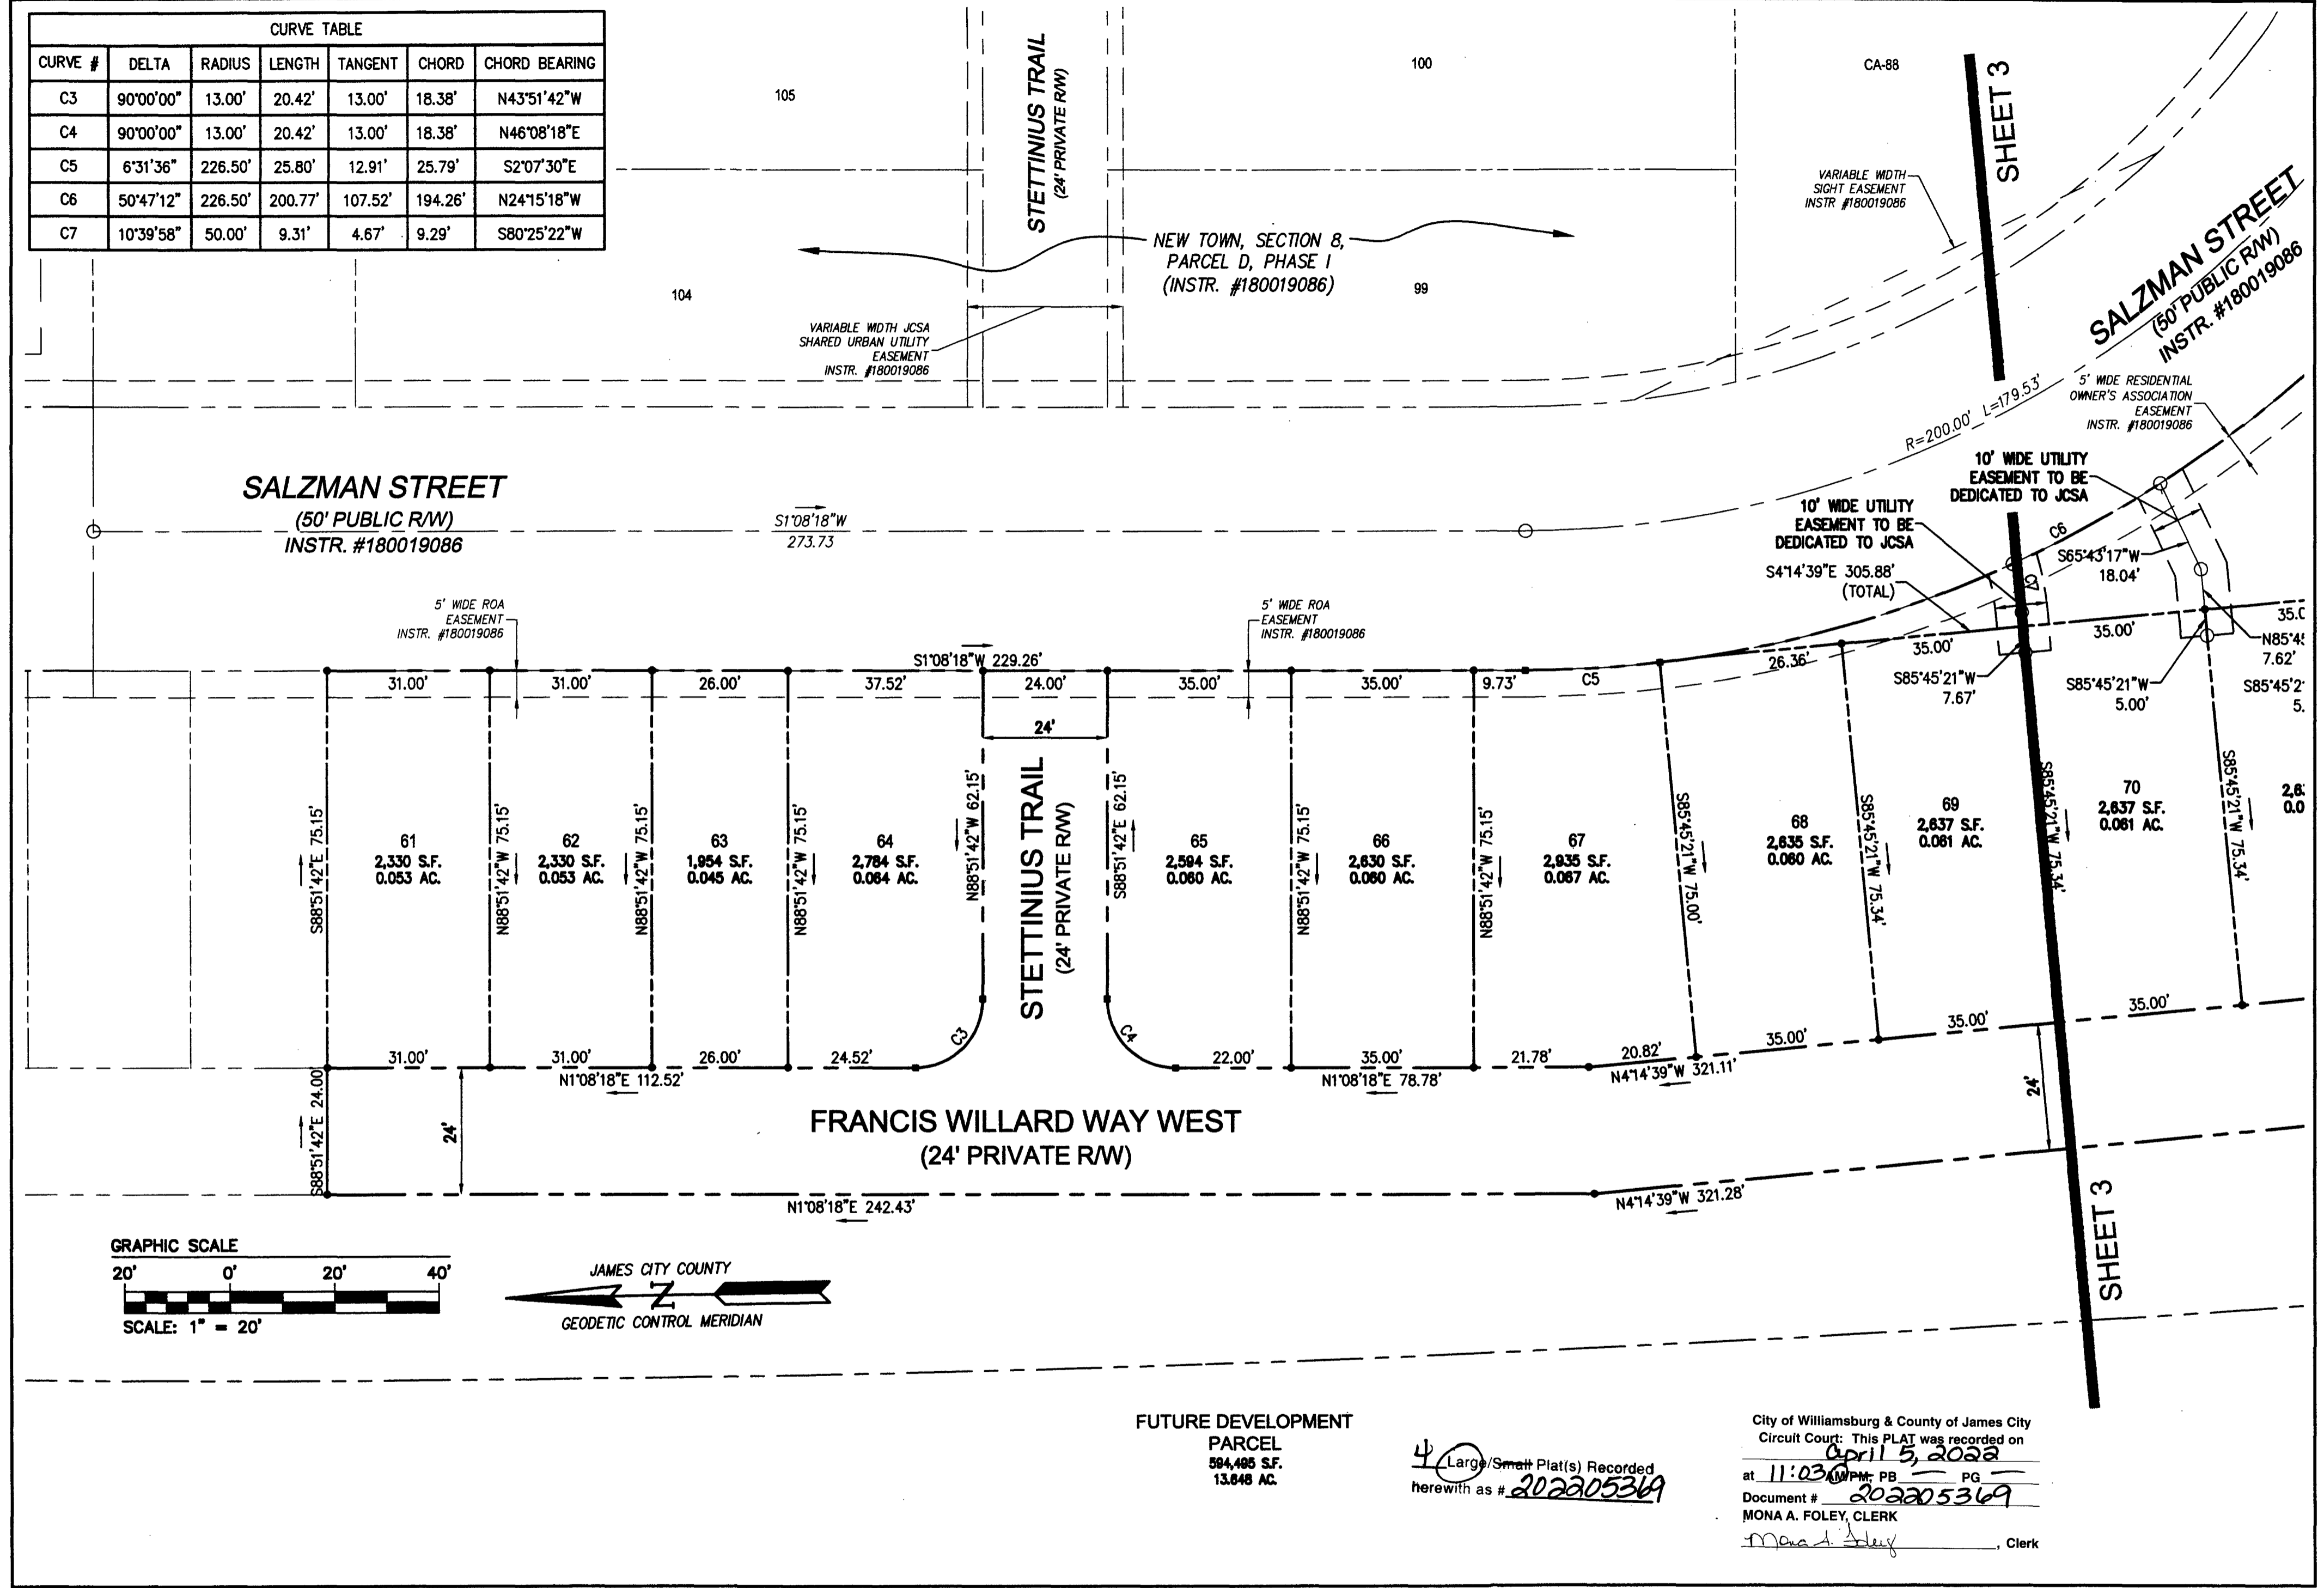 CURVE TABLE
CURVE # DELTA RADIUS LENGTH TANGENT CHORD CHORD BEARING
C3 90°00'00" 13.00' 20.42' 13.00' 18.38' N43°51'42"W
C4 90°00'00" 13.00' 20.42' 13.00' 18.38' N46°08'18"E
C5 6°31'36" 226.50' 25.80' 12.91' 25.79' S2°07'30"E
C6 50°47'12" 226.50' 200.77' 107.52' 194.26' N24°15'18"W
C7 10°39'58" 50.00' 9.31' 4.67' 9.29' S80°25'22"W
105
STETTINIUS TRAIL
(24' PRIVATE R/W)
100
CA-88
SHEET 3
VARIABLE WIDTH
SIGHT EASEMENT
INSTR #180019086
SALZMAN STREET
(50' PUBLIC R/W)
INSTR. #180019086
NEW TOWN, SECTION 8,
PARCEL D, PHASE I
(INSTR. #180019086)
104
99
VARIABLE WIDTH JCSA
SHARED URBAN UTILITY
EASEMENT
INSTR. #180019086
R=200.00' L=179.53'
5' WIDE RESIDENTIAL
OWNER'S ASSOCIATION
EASEMENT
INSTR. #180019086
SALZMAN STREET
(50' PUBLIC R/W)
INSTR. #180019086
S1°08'18"W
273.73
10' WIDE UTILITY
EASEMENT TO BE
DEDICATED TO JCSA
10' WIDE UTILITY
EASEMENT TO BE
DEDICATED TO JCSA
C6
S65°43'17"W
18.04'
S4°14'39"E 305.88'
(TOTAL)
C7
5' WIDE ROA
EASEMENT
INSTR. #180019086
5' WIDE ROA
EASEMENT
INSTR. #180019086
S1°08'18"W 229.26'
31.00'
31.00'
26.00'
37.52'
24.00'
35.00'
35.00'
9.73'
C5
26.36'
35.00'
35.00'
35.0
N85°4
7.62'
S85°45'21"W
7.67'
S85°45'21"W
5.00'
S85°45'2
5.
24'
S88°51'42"E 75.15'
61
2,330 S.F.
0.053 AC.
N88°51'42"W 75.15'
62
2,330 S.F.
0.053 AC.
N88°51'42"W 75.15'
63
1,954 S.F.
0.045 AC.
N88°51'42"W 75.15'
64
2,784 S.F.
0.064 AC.
N88°51'42"W 62.15'
STETTINIUS TRAIL
(24' PRIVATE R/W)
S88°51'42"E 62.15'
65
2,594 S.F.
0.060 AC.
N88°51'42"W 75.15'
66
2,630 S.F.
0.060 AC.
N88°51'42"W 75.15'
67
2,935 S.F.
0.067 AC.
S85°45'21"W 75.00'
68
2,635 S.F.
0.060 AC.
S85°45'21"W 75.34'
69
2,637 S.F.
0.061 AC.
S85°45'21"W 75.34'
70
2,637 S.F.
0.061 AC.
S85°45'21"W 75.34'
2,6
0.0
C3
C4
31.00'
31.00'
26.00'
24.52'
22.00'
35.00'
21.78'
20.82'
35.00'
35.00'
35.00'
N1°08'18"E 112.52'
N1°08'18"E 78.78'
N4°14'39"W 321.11'
S88°51'42"E 24.00'
24'
24'
FRANCIS WILLARD WAY WEST
(24' PRIVATE R/W)
N1°08'18"E 242.43'
N4°14'39"W 321.28'
SHEET 3
GRAPHIC SCALE
20' 0' 20' 40'
SCALE: 1" = 20'
JAMES CITY COUNTY
N
GEODETIC CONTROL MERIDIAN
FUTURE DEVELOPMENT
PARCEL
594,495 S.F.
13.648 AC.
4 Large/Small Plat(s) Recorded
herewith as # 202205369
City of Williamsburg & County of James City
Circuit Court: This PLAT was recorded on
April 5, 2022
at 11:03 AM/PM, PB — PG —
Document # 202205369
MONA A. FOLEY, CLERK
Mona A. Foley, Clerk